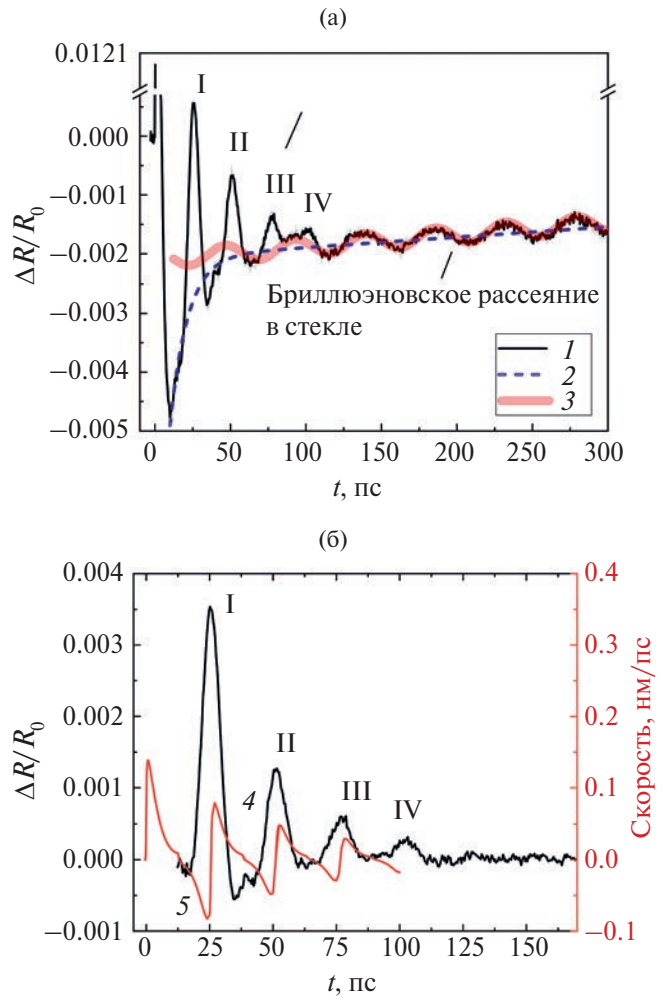 (а)
0.0121
0.000
−0.001
−0.002
−0.003
−0.004
−0.005
ΔR/R₀
I
II
III
IV
Бриллюэновское рассеяние
в стекле
1
2
3
0 50 100 150 200 250 300
t, пс
(б)
0.004
0.003
0.002
0.001
0.000
−0.001
ΔR/R₀
I
II
III
IV
4
5
0.4
0.3
0.2
0.1
0.0
−0.1
Скорость, нм/пс
0 25 50 75 100 150
t, пс